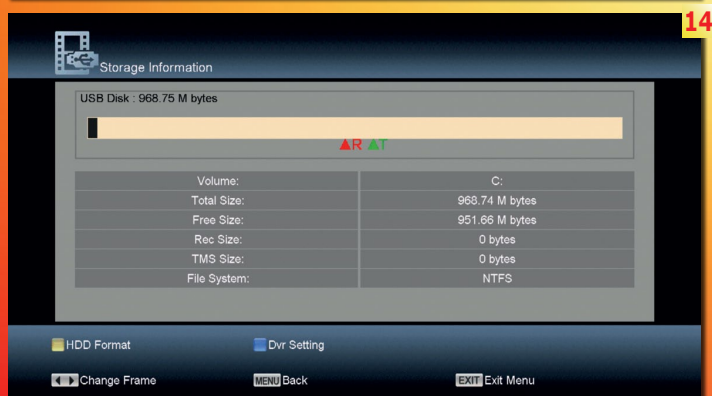 14
Storage Information
USB Disk : 968.75 M bytes
▲R ▲T
Volume: C:
Total Size: 968.74 M bytes
Free Size: 951.66 M bytes
Rec Size: 0 bytes
TMS Size: 0 bytes
File System: NTFS
HDD Format Dvr Setting
Change Frame MENU Back EXIT Exit Menu